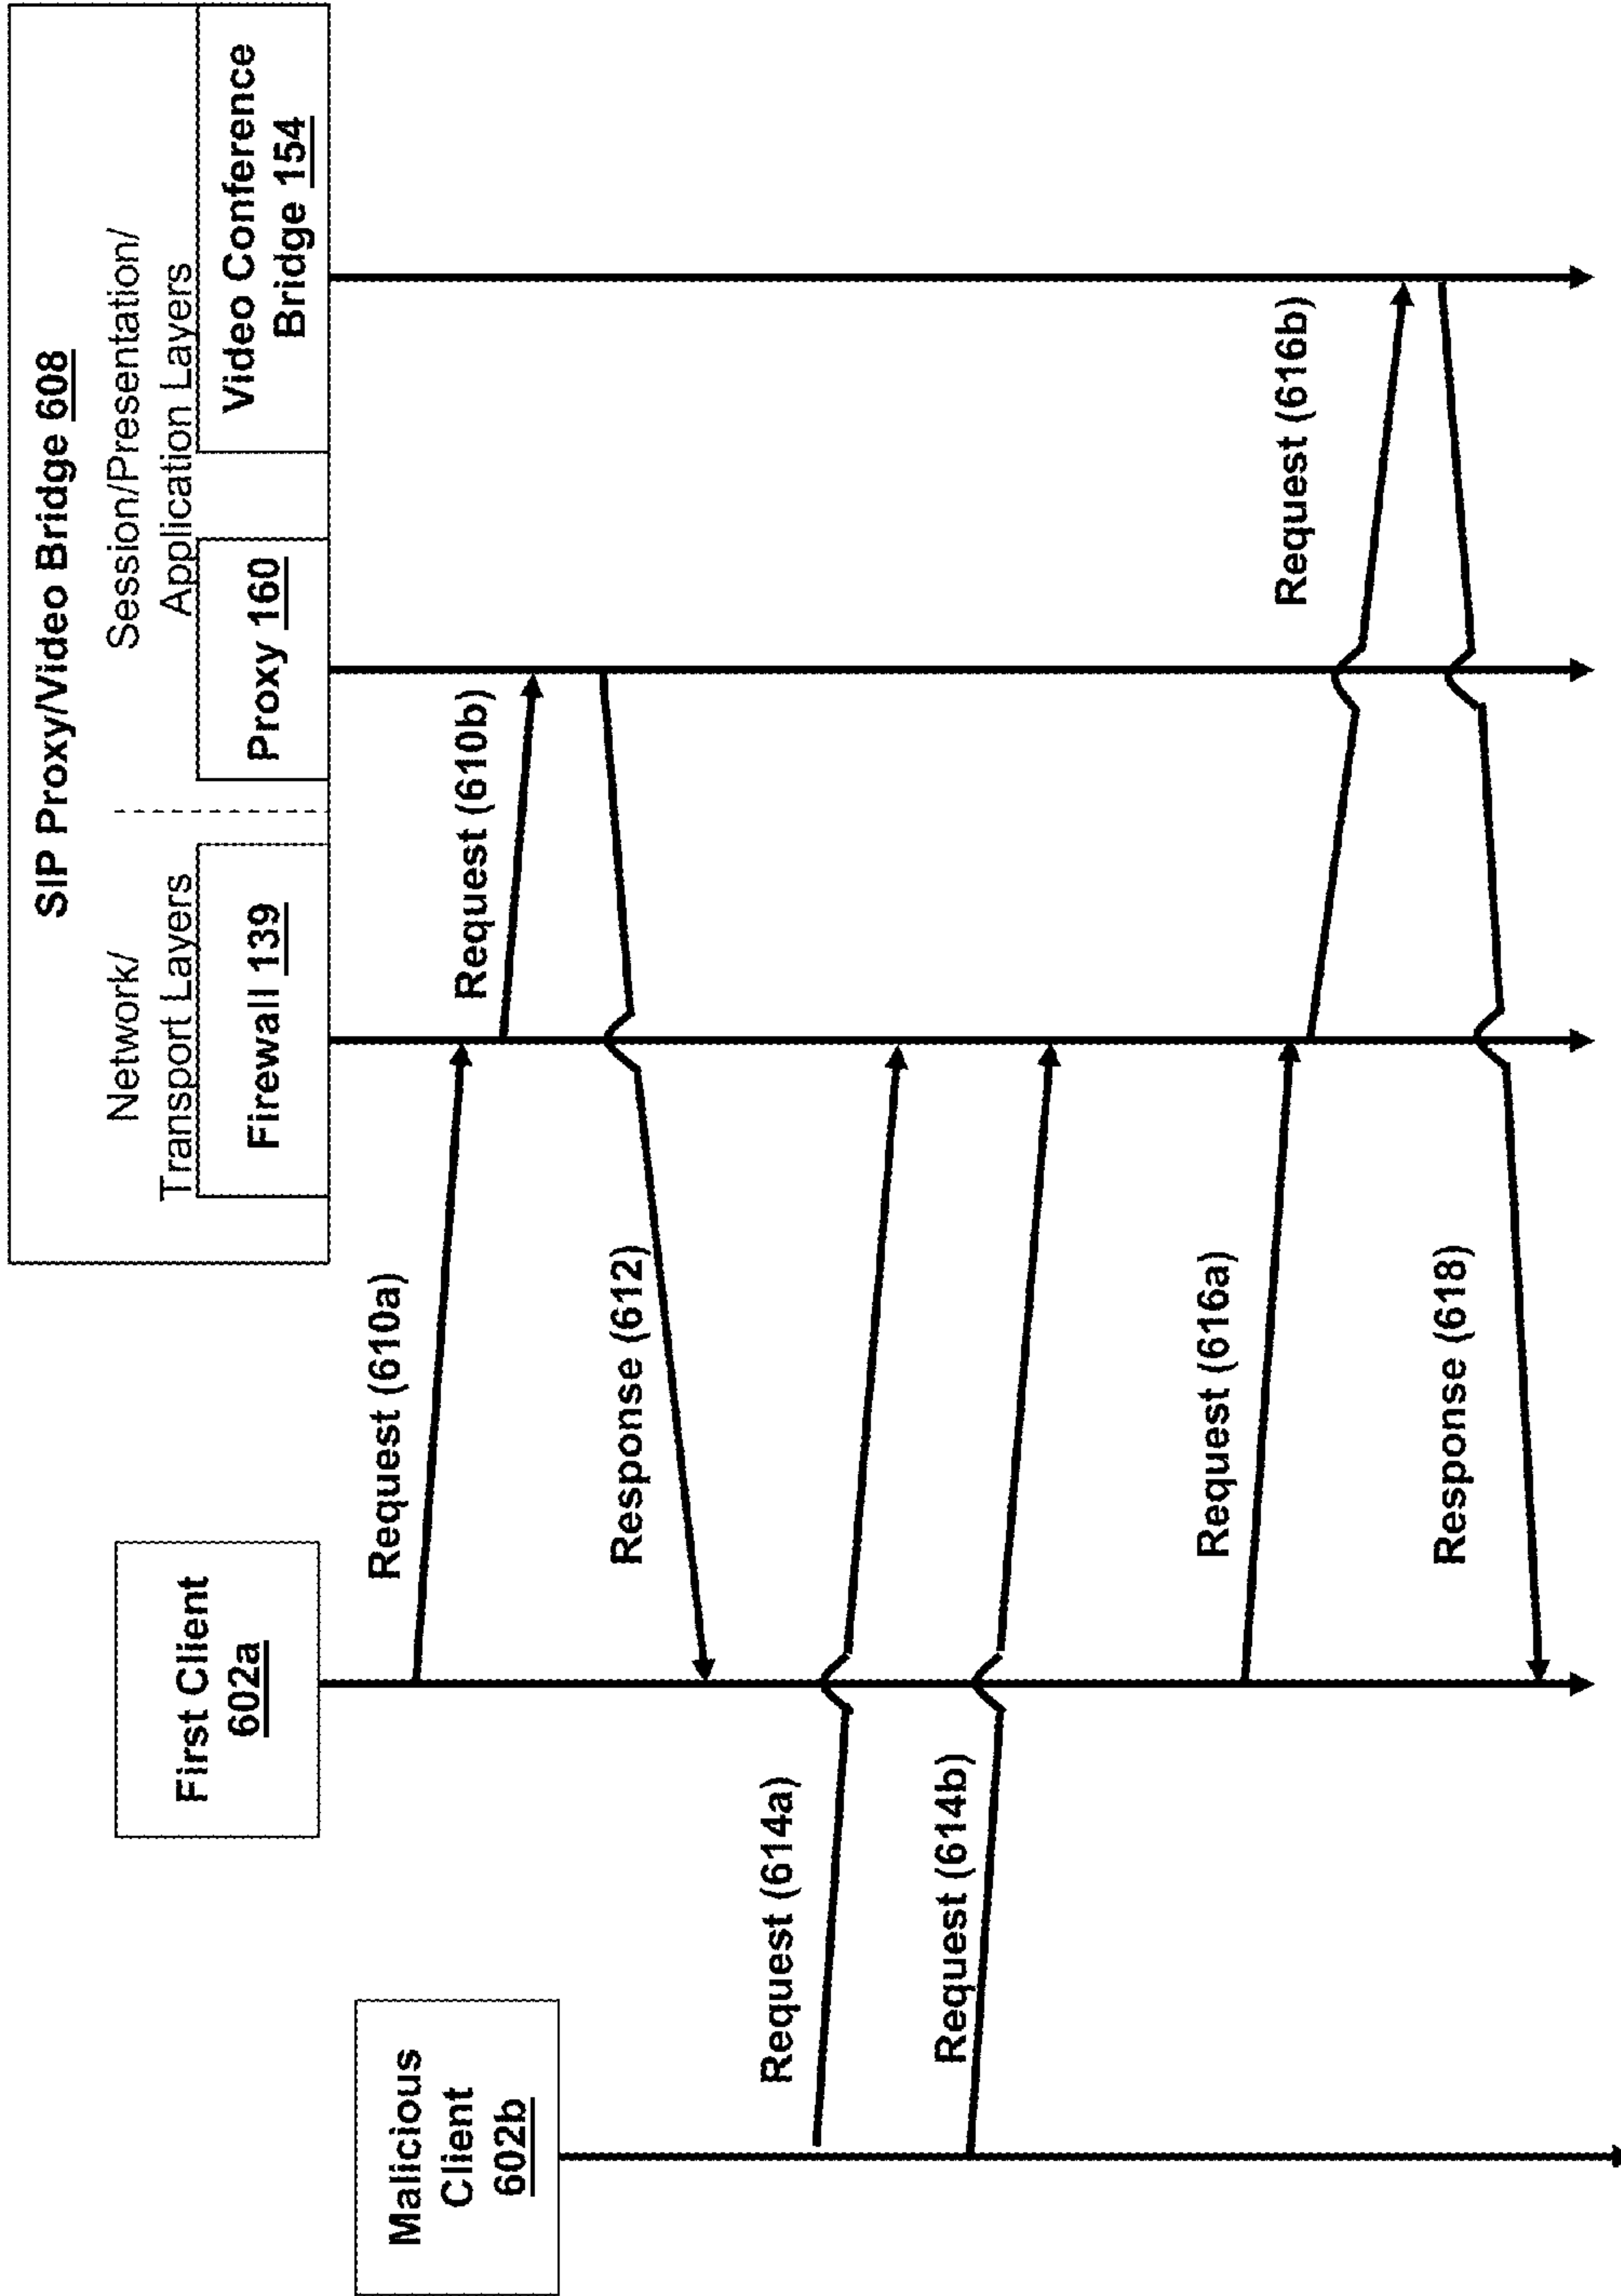 SIP Proxy/Video Bridge 608
Network/
Transport Layers
Session/Presentation/
Application Layers
Firewall 139
Proxy 160
Video Conference
Bridge 154
First Client
602a
Malicious
Client
602b
Request (610a)
Request (610b)
Response (612)
Request (614a)
Request (614b)
Request (616a)
Request (616b)
Response (618)